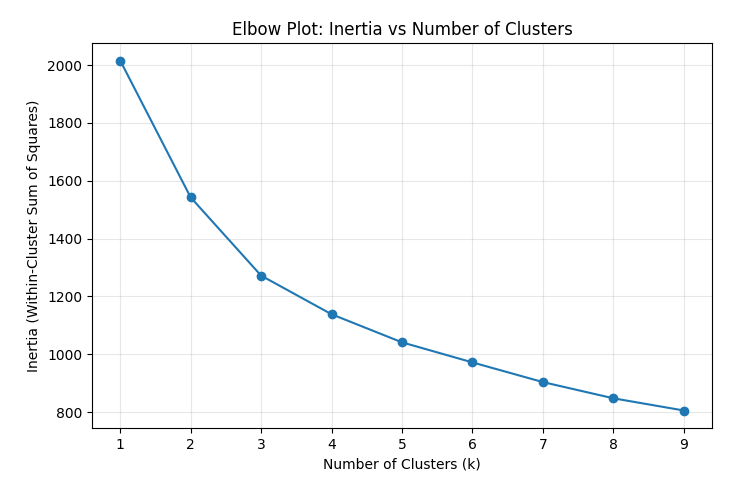 Elbow Plot: Inertia vs Number of Clusters
Inertia (Within-Cluster Sum of Squares)
2000
1800
1600
1400
1200
1000
800
1 2 3 4 5 6 7 8 9
Number of Clusters (k)